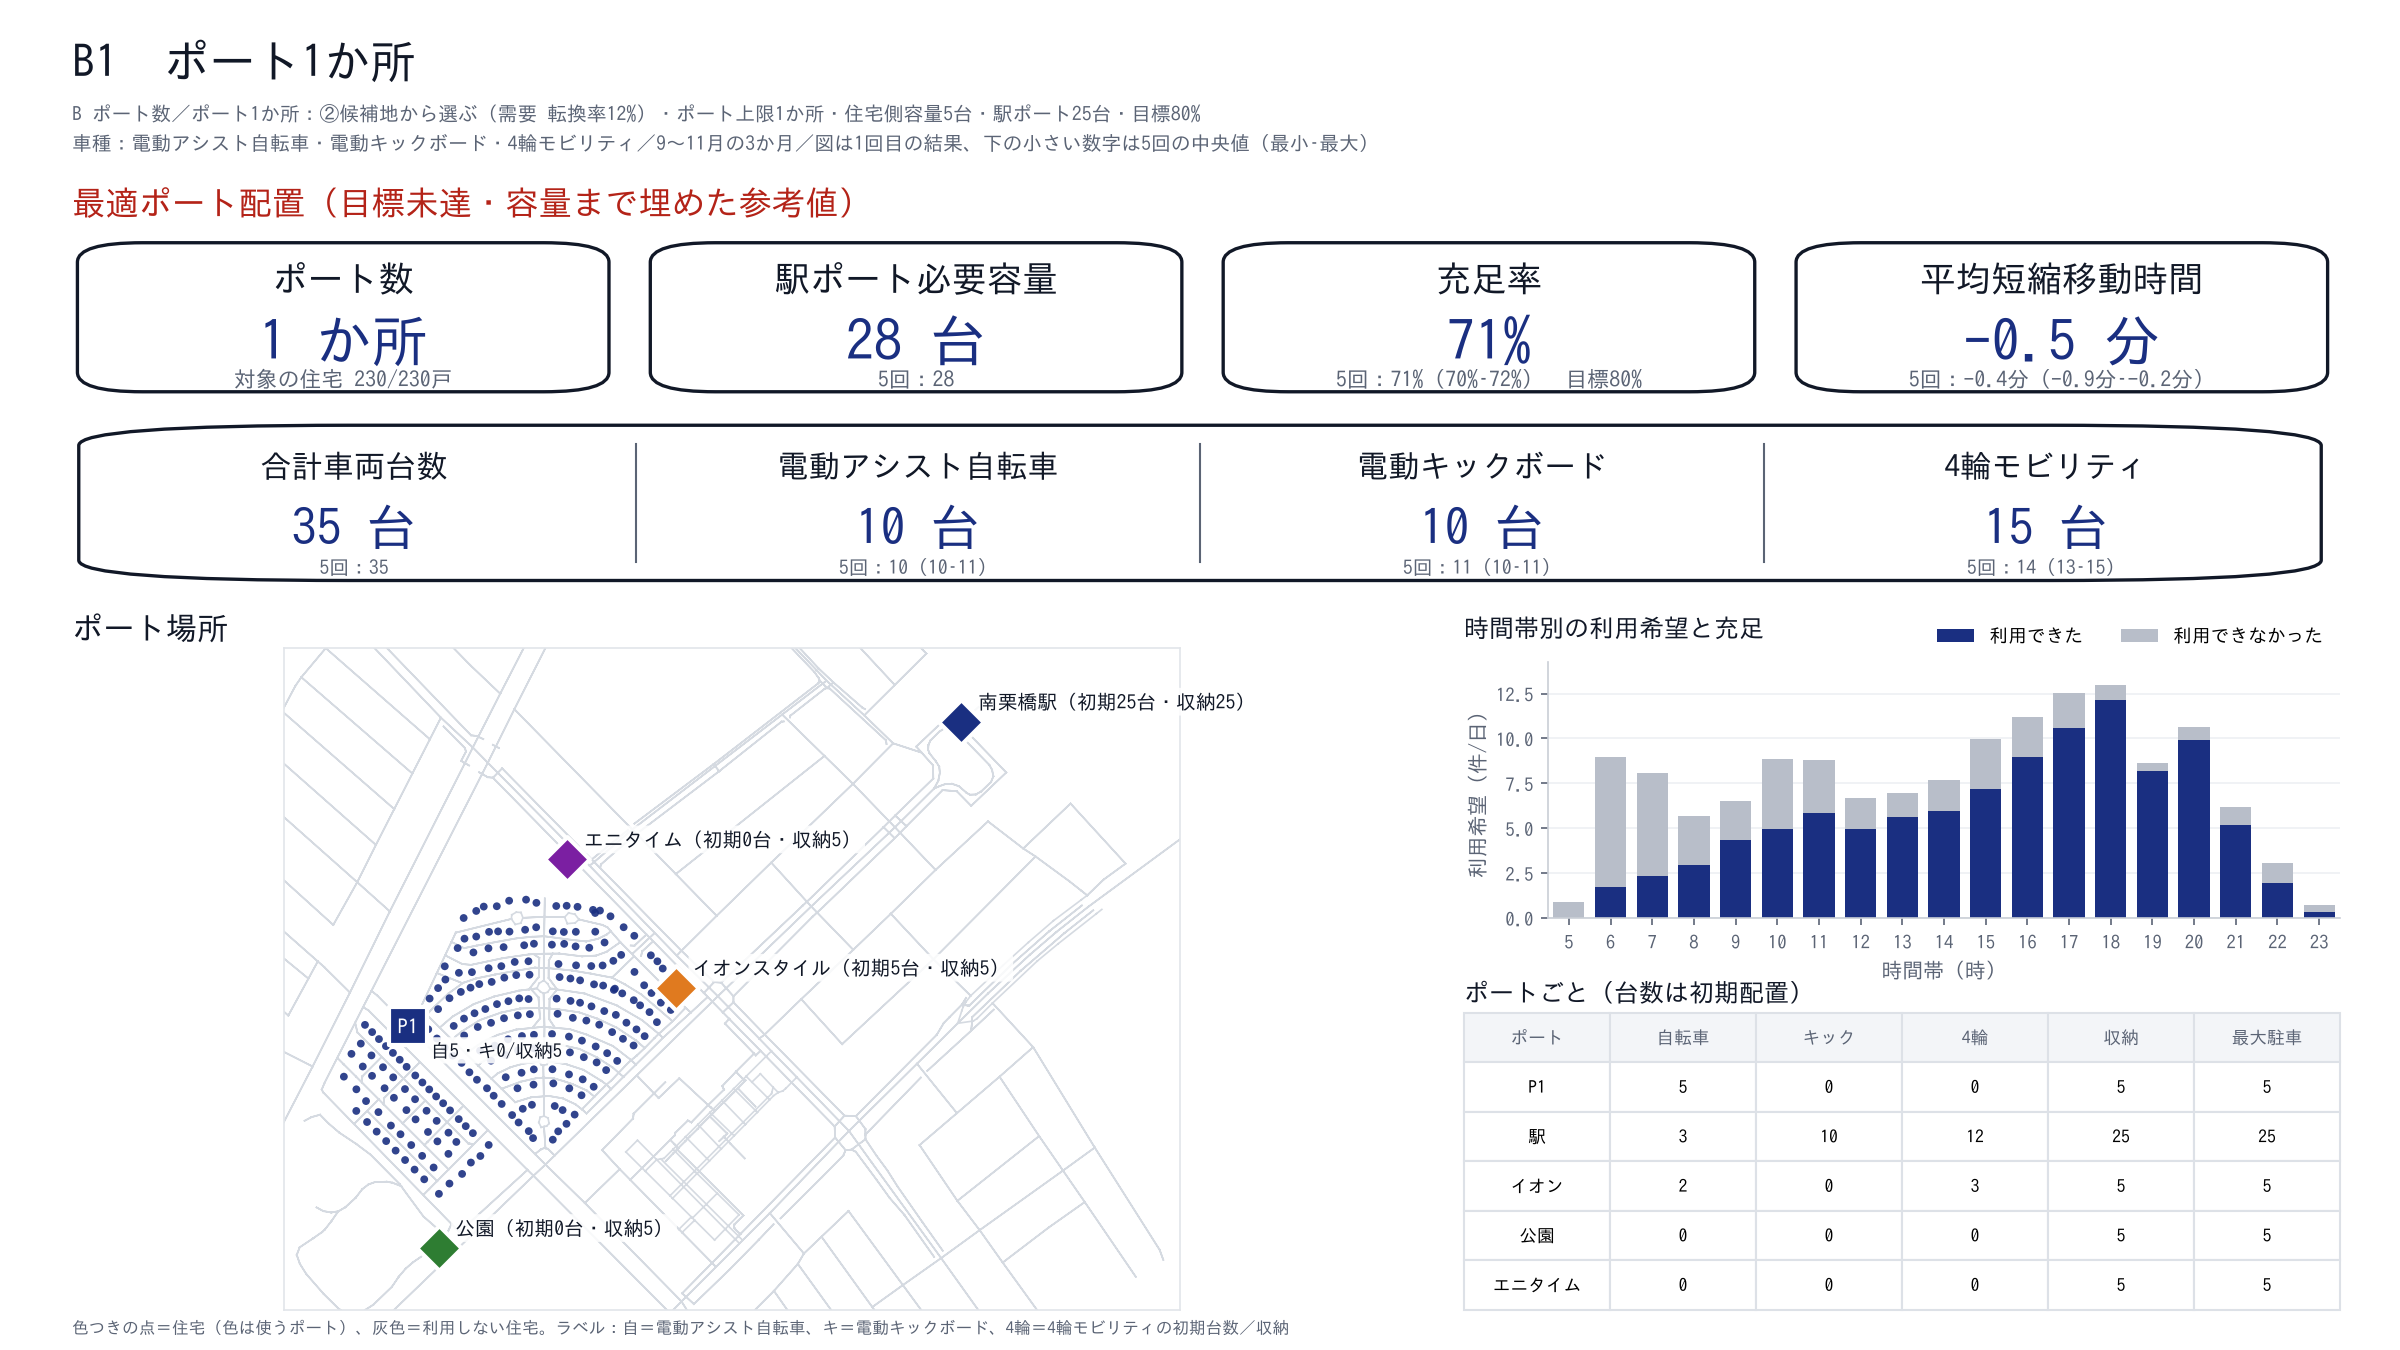 B1　ポート1か所
B ポート数／ポート1か所：②候補地から選ぶ（需要 転換率12%）・ポート上限1か所・住宅側容量5台・駅ポート25台・目標80%
車種：電動アシスト自転車・電動キックボード・4輪モビリティ／9～11月の3か月／図は1回目の結果、下の小さい数字は5回の中央値（最小-最大）
最適ポート配置（目標未達・容量まで埋めた参考値）
ポート数
1 か所
対象の住宅 230/230戸
駅ポート必要容量
28 台
5回：28
充足率
71%
5回：71%（70%-72%）　目標80%
平均短縮移動時間
-0.5 分
5回：-0.4分（-0.9分--0.2分）
合計車両台数
35 台
5回：35
電動アシスト自転車
10 台
5回：10（10-11）
電動キックボード
10 台
5回：11（10-11）
4輪モビリティ
15 台
5回：14（13-15）
ポート場所
南栗橋駅（初期25台・収納25）
エニタイム（初期0台・収納5）
イオンスタイル（初期5台・収納5）
P1
自5・キ0/収納5
公園（初期0台・収納5）
色つきの点＝住宅（色は使うポート）、灰色＝利用しない住宅。ラベル：自＝電動アシスト自転車、キ＝電動キックボード、4輪＝4輪モビリティの初期台数／収納
時間帯別の利用希望と充足
利用できた
利用できなかった
利用希望（件/日）
12.5
10.0
7.5
5.0
2.5
0.0
5 6 7 8 9 10 11 12 13 14 15 16 17 18 19 20 21 22 23
時間帯（時）
ポートごと（台数は初期配置）
ポート 自転車 キック 4輪 収納 最大駐車
P1 5 0 0 5 5
駅 3 10 12 25 25
イオン 2 0 3 5 5
公園 0 0 0 5 5
エニタイム 0 0 0 5 5